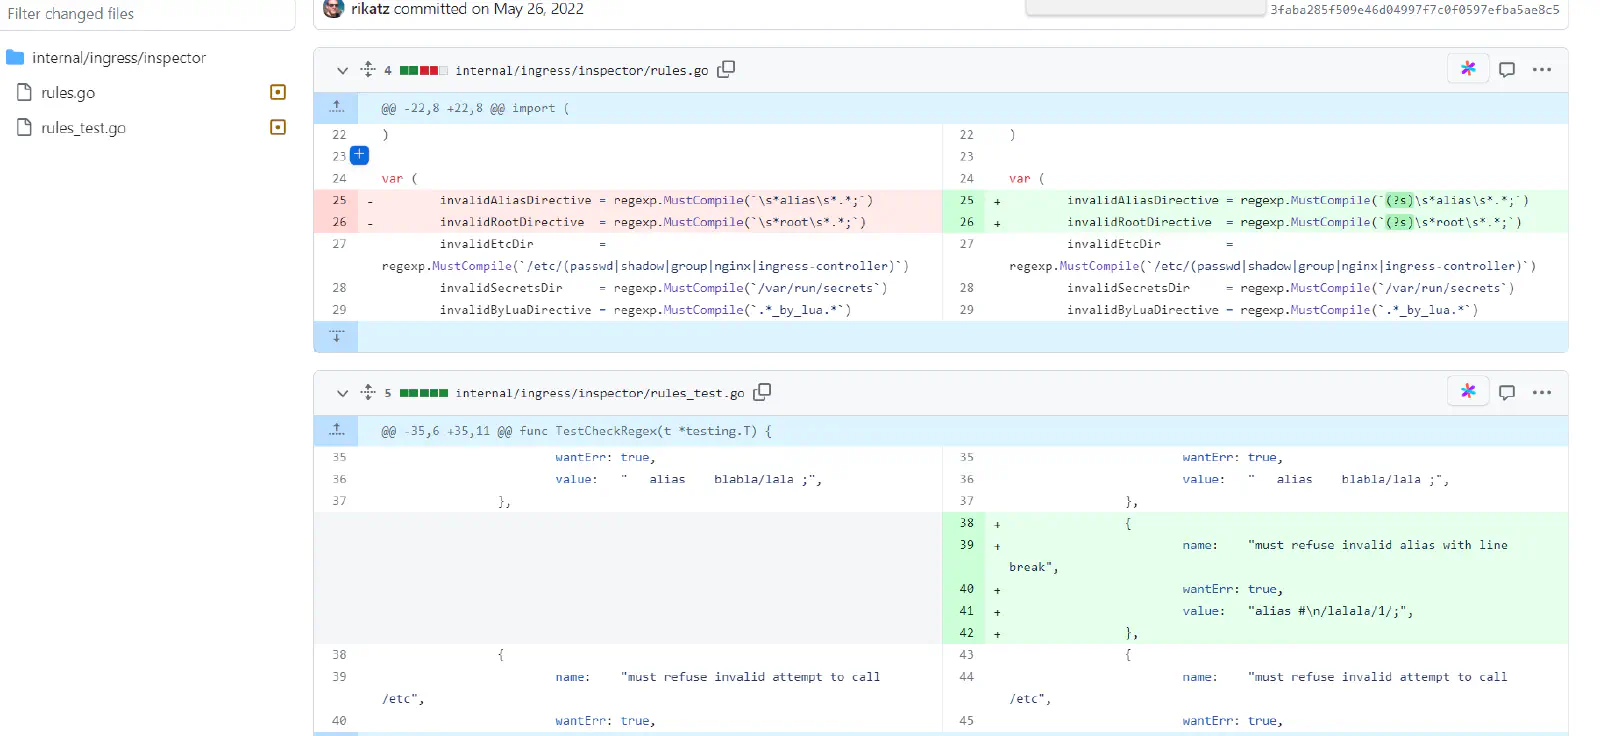 Filter changed files
rikatz committed on May 26, 2022
3faba285f509e46d04997f7c0f0597efba5ae8c5
internal/ingress/inspector
rules.go
rules_test.go
4 internal/ingress/inspector/rules.go
@@ -22,8 +22,8 @@ import (
22 )
23
24 var (
25 - invalidAliasDirective = regexp.MustCompile(`\s*alias\s*.*;`)
26 - invalidRootDirective = regexp.MustCompile(`\s*root\s*.*;`)
27 invalidEtcDir =
regexp.MustCompile(`/etc/(passwd|shadow|group|nginx|ingress-controller)`)
28 invalidSecretsDir = regexp.MustCompile(`/var/run/secrets`)
29 invalidByLuaDirective = regexp.MustCompile(`.*_by_lua.*`)
22 )
23
24 var (
25 + invalidAliasDirective = regexp.MustCompile(`(?s)\s*alias\s*.*;`)
26 + invalidRootDirective = regexp.MustCompile(`(?s)\s*root\s*.*;`)
27 invalidEtcDir =
regexp.MustCompile(`/etc/(passwd|shadow|group|nginx|ingress-controller)`)
28 invalidSecretsDir = regexp.MustCompile(`/var/run/secrets`)
29 invalidByLuaDirective = regexp.MustCompile(`.*_by_lua.*`)
5 internal/ingress/inspector/rules_test.go
@@ -35,6 +35,11 @@ func TestCheckRegex(t *testing.T) {
35 wantErr: true,
36 value: "   alias    blabla/lala ;",
37 },
38 {
39 name: "must refuse invalid attempt to call
/etc",
40 wantErr: true,
35 wantErr: true,
36 value: "   alias    blabla/lala ;",
37 },
38 + {
39 + name: "must refuse invalid alias with line
break",
40 + wantErr: true,
41 + value: "alias #\n/lalala/1/;",
42 + },
43 {
44 name: "must refuse invalid attempt to call
/etc",
45 wantErr: true,